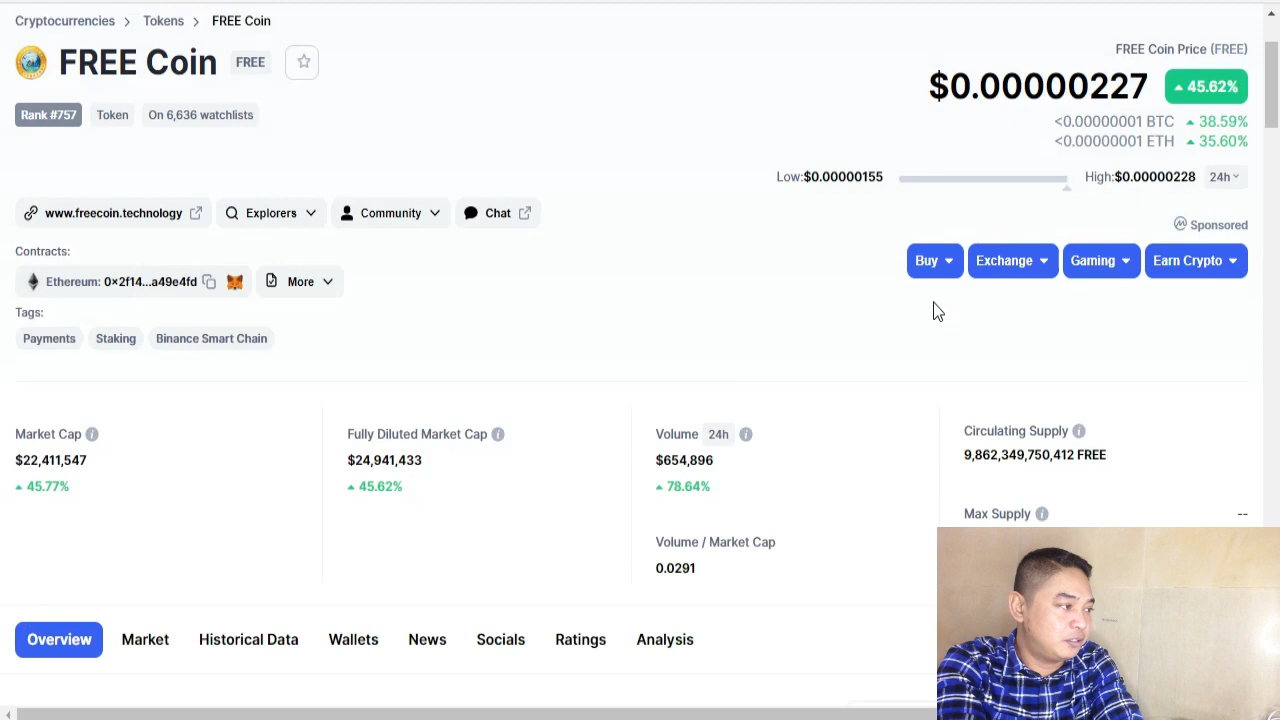 Cryptocurrencies > Tokens > FREE Coin
FREE Coin FREE
Rank #757 Token On 6,636 watchlists
FREE Coin Price (FREE)
$0.00000227 45.62%
<0.00000001 BTC 38.59%
<0.00000001 ETH 35.60%
Low:$0.00000155 High:$0.00000228 24h
www.freecoin.technology Explorers Community Chat
Sponsored
Contracts:
Buy Exchange Gaming Earn Crypto
Ethereum: 0x2f14...a49e4fd More
Tags:
Payments Staking Binance Smart Chain
Market Cap
$22,411,547
45.77%
Fully Diluted Market Cap
$24,941,433
45.62%
Volume 24h
$654,896
78.64%
Volume / Market Cap
0.0291
Circulating Supply
9,862,349,750,412 FREE
Max Supply --
Overview Market Historical Data Wallets News Socials Ratings Analysis